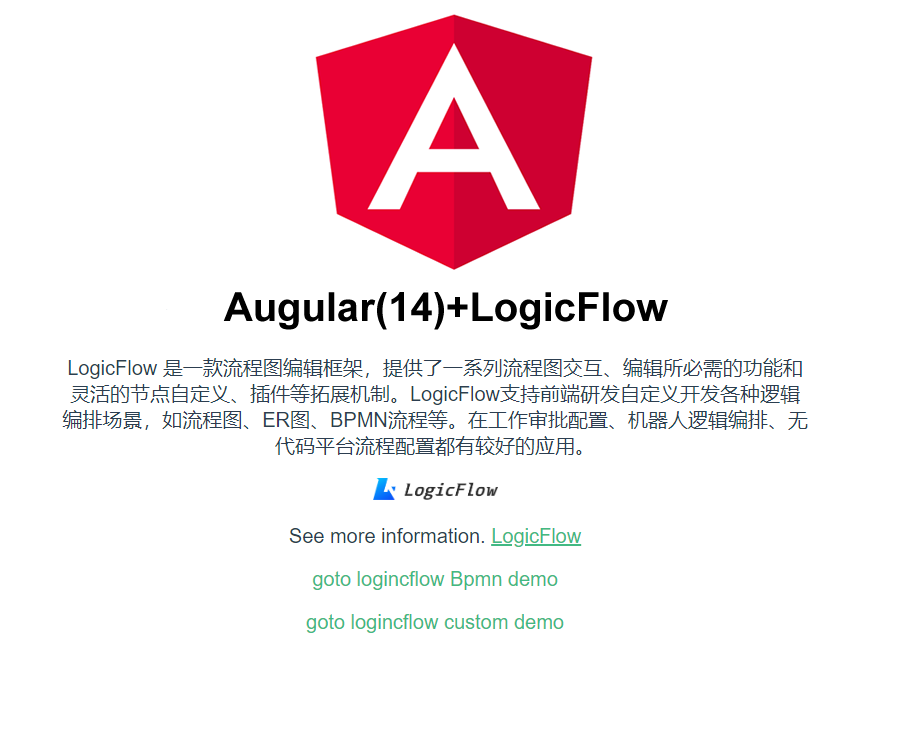 Augular(14)+LogicFlow
LogicFlow 是一款流程图编辑框架，提供了一系列流程图交互、编辑所必需的功能和
灵活的节点自定义、插件等拓展机制。LogicFlow支持前端研发自定义开发各种逻辑
编排场景，如流程图、ER图、BPMN流程等。在工作审批配置、机器人逻辑编排、无
代码平台流程配置都有较好的应用。
LogicFlow
See more information. LogicFlow
goto logincflow Bpmn demo
goto logincflow custom demo